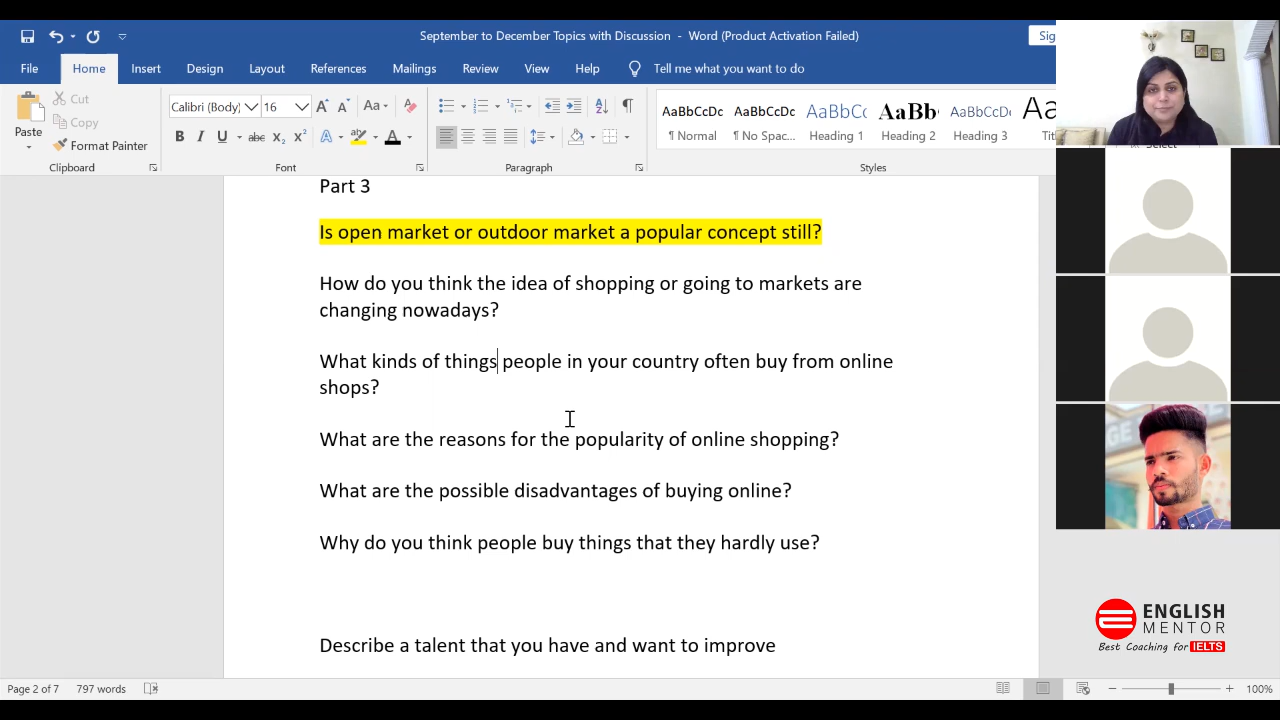 September to December Topics with Discussion - Word (Product Activation Failed)
Sig
File Home Insert Design Layout References Mailings Review View Help Tell me what you want to do
Paste
Cut
Copy
Format Painter
Clipboard
Calibri (Body) 16
Font
Paragraph
AaBbCcDc AaBbCcDc AaBbCc AaBb AaBbCcDc Aa
¶ Normal ¶ No Spac... Heading 1 Heading 2 Heading 3 Tit
Styles
Select
Part 3
Is open market or outdoor market a popular concept still?
How do you think the idea of shopping or going to markets are
changing nowadays?
What kinds of things people in your country often buy from online
shops?
What are the reasons for the popularity of online shopping?
What are the possible disadvantages of buying online?
Why do you think people buy things that they hardly use?
Describe a talent that you have and want to improve
ENGLISH
MENTOR
Best Coaching for IELTS
Page 2 of 7 797 words
100%